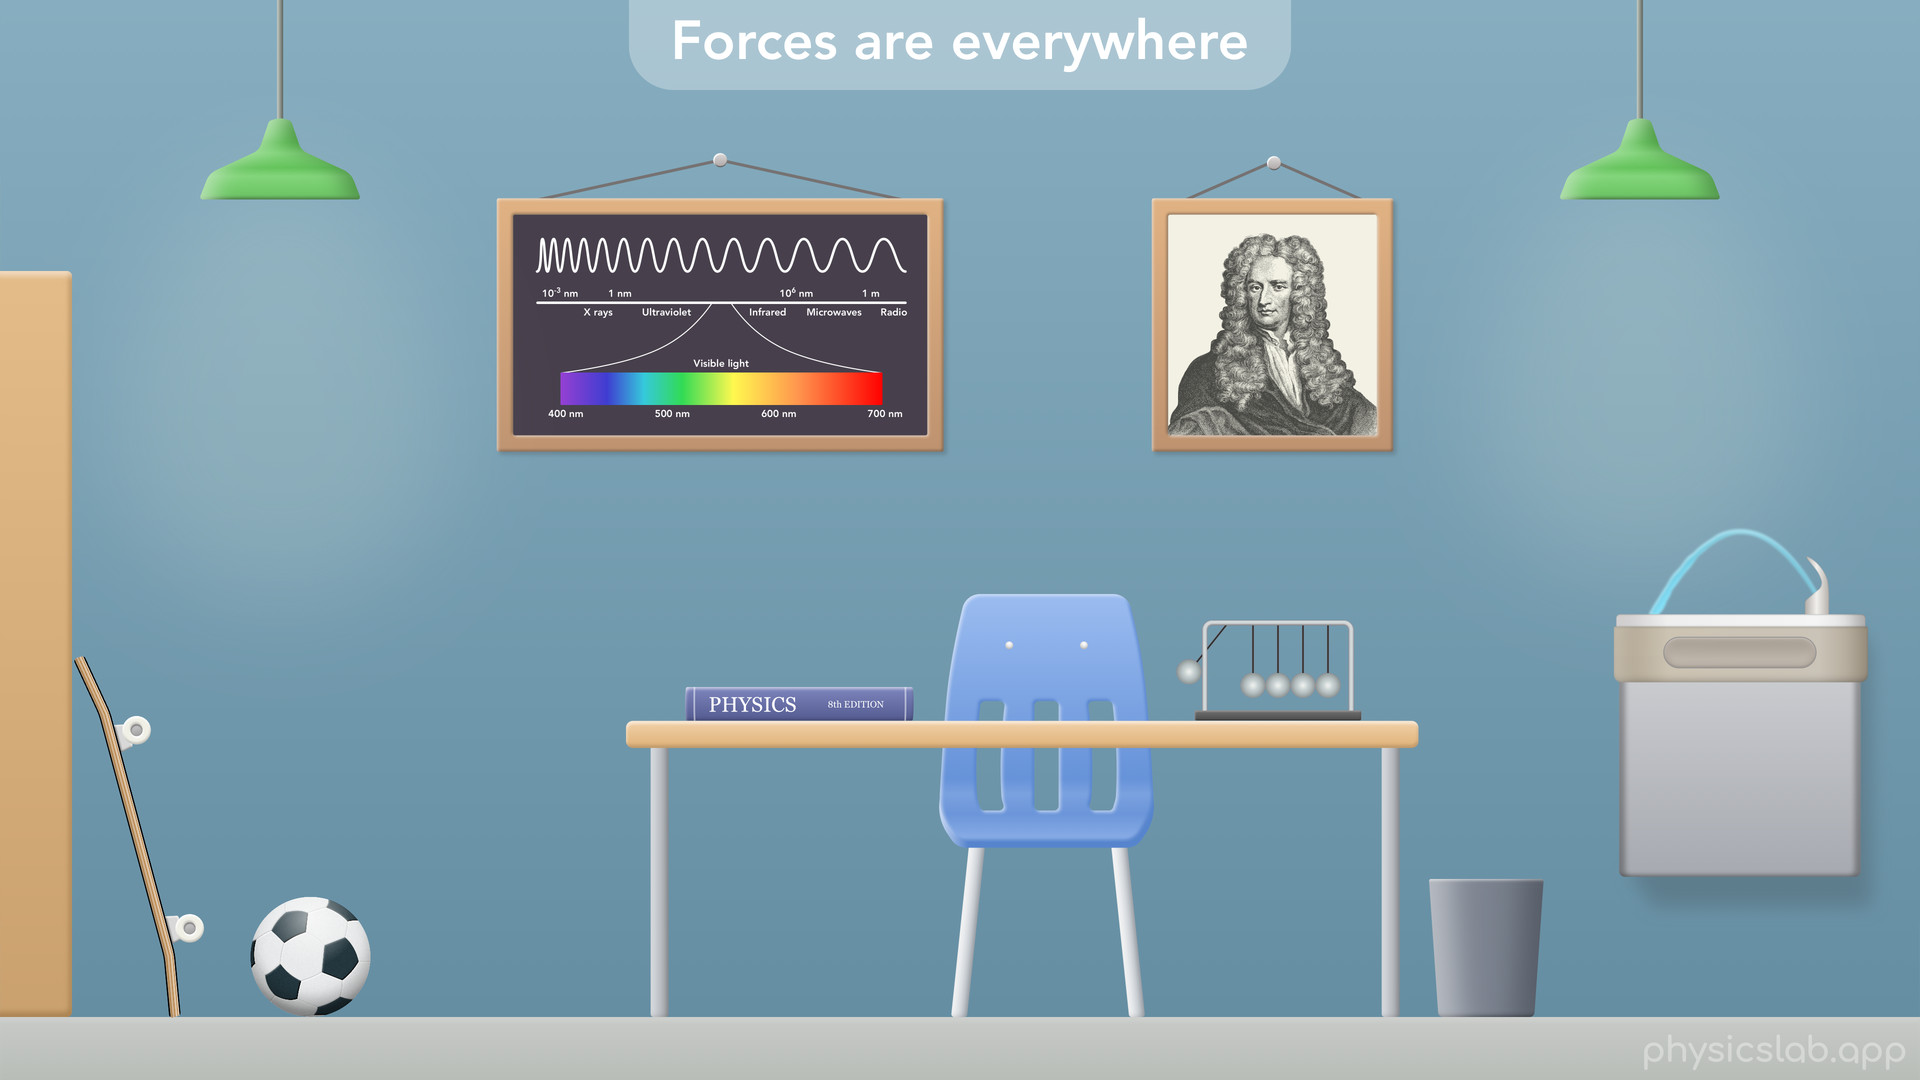 Forces are everywhere
10⁻³ nm 1 nm 10⁶ nm 1 m
X rays Ultraviolet Infrared Microwaves Radio
Visible light
400 nm 500 nm 600 nm 700 nm
PHYSICS 8th EDITION
physicslab.app